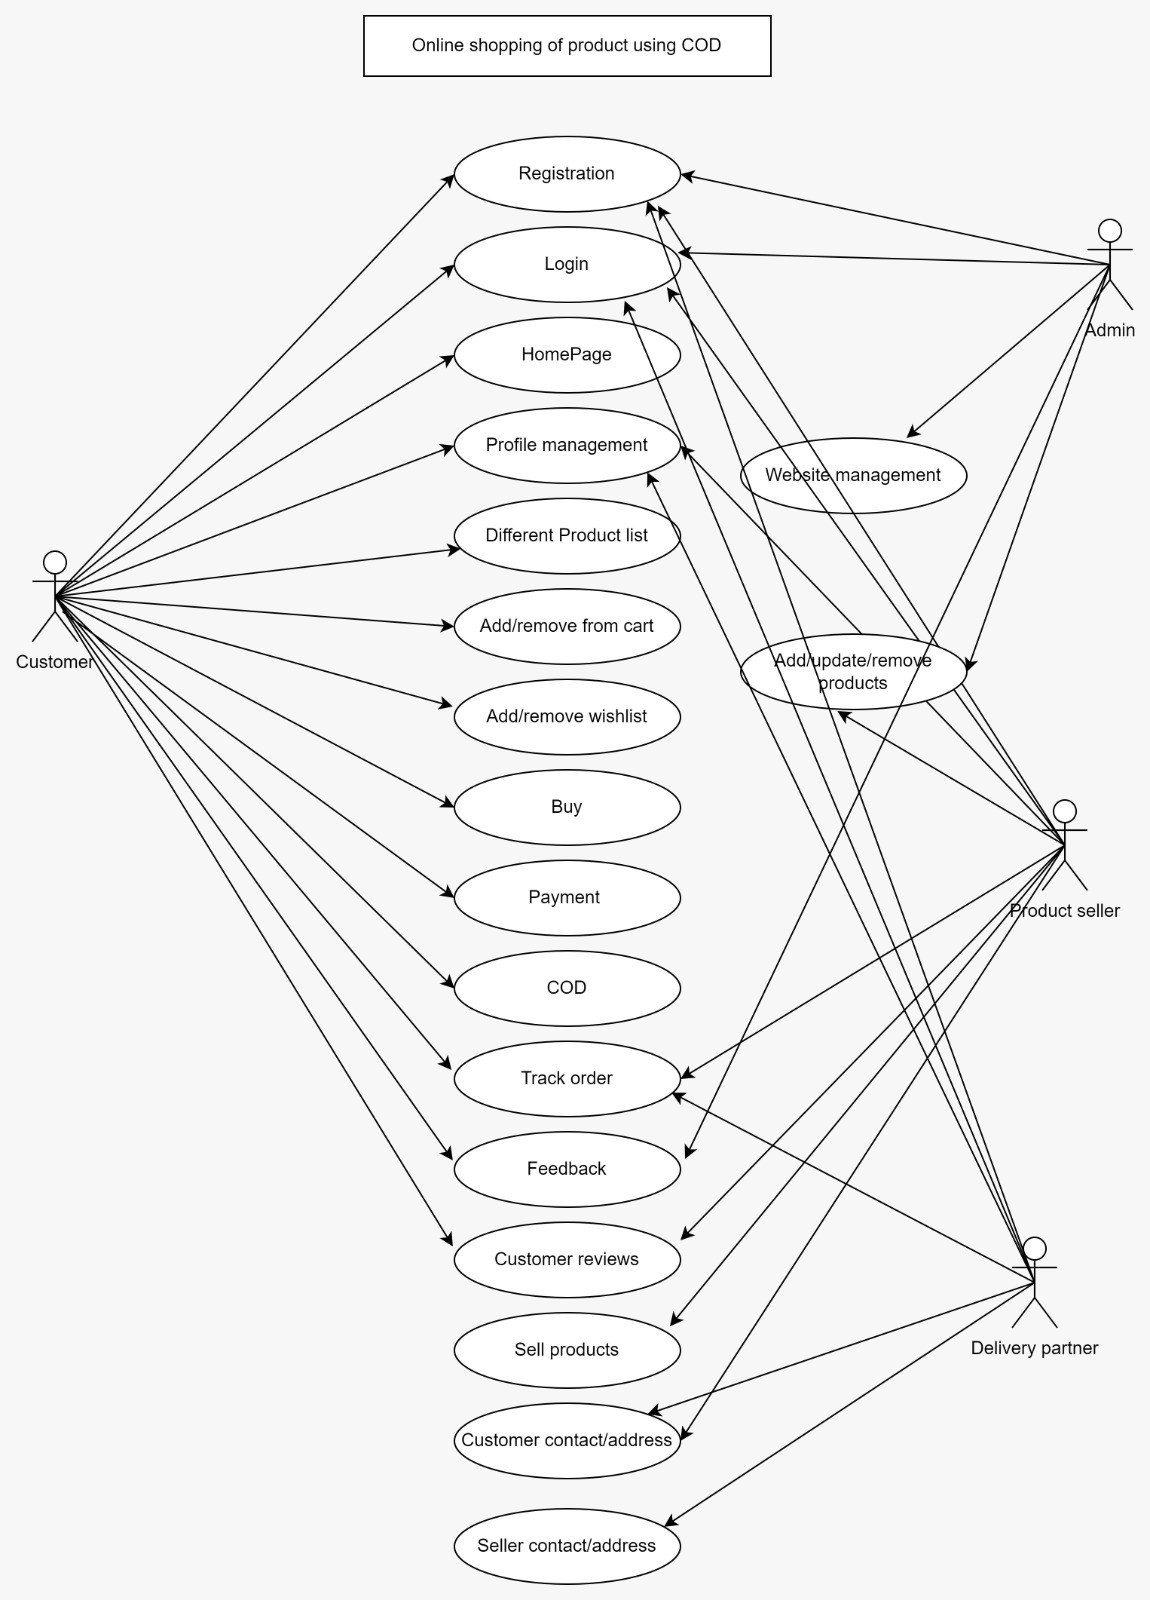 Online shopping of product using COD
Registration
Login
HomePage
Profile management
Different Product list
Add/remove from cart
Add/remove wishlist
Buy
Payment
COD
Track order
Feedback
Customer reviews
Sell products
Customer contact/address
Seller contact/address
Customer
Website management
Add/update/remove
products
Admin
Product seller
Delivery partner